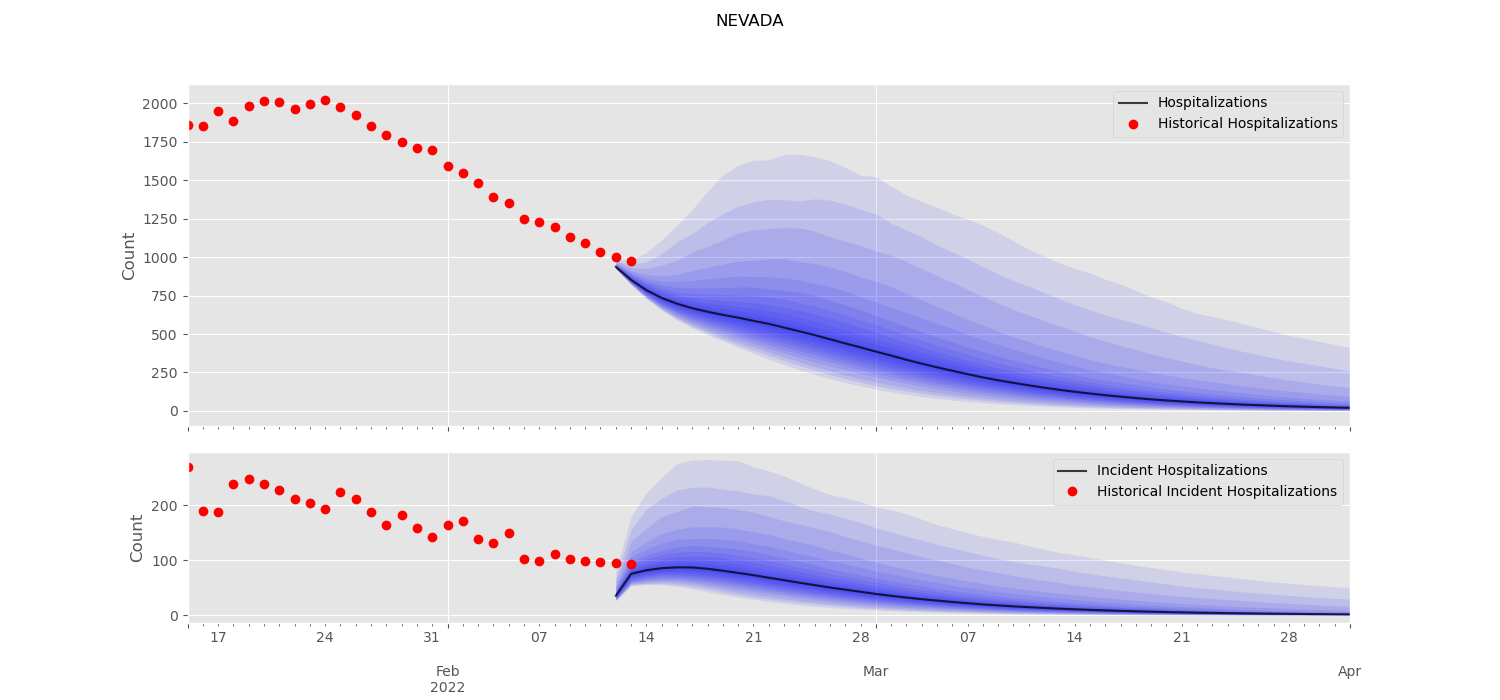 NEVADA
Hospitalizations
Historical Hospitalizations
Count
2000
1750
1500
1250
1000
750
500
250
0
Incident Hospitalizations
Historical Incident Hospitalizations
Count
200
100
0
17 24 31 07 14 21 28 07 14 21 28
Feb Mar Apr
2022